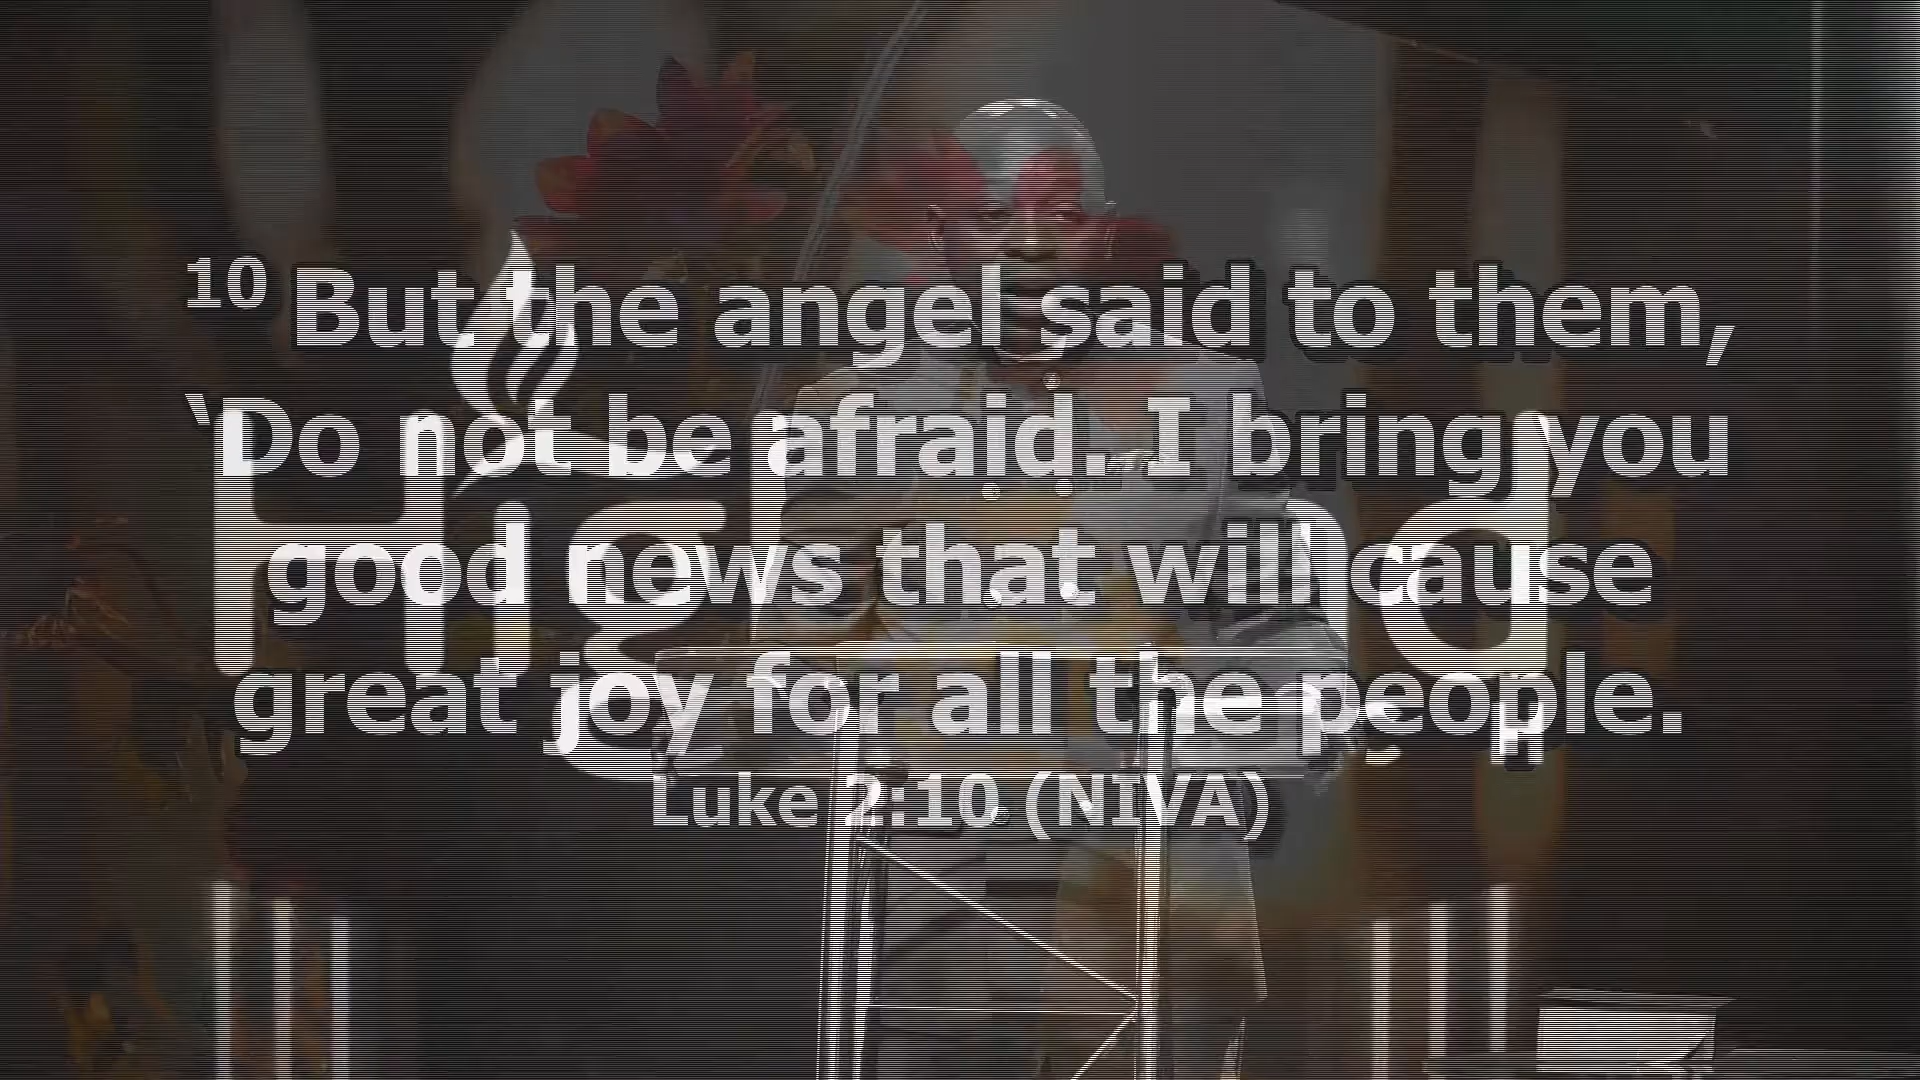 10 But the angel said to them,
‘Do not be afraid. I bring you
good news that will cause
great joy for all the people.
Luke 2:10 (NIVA)